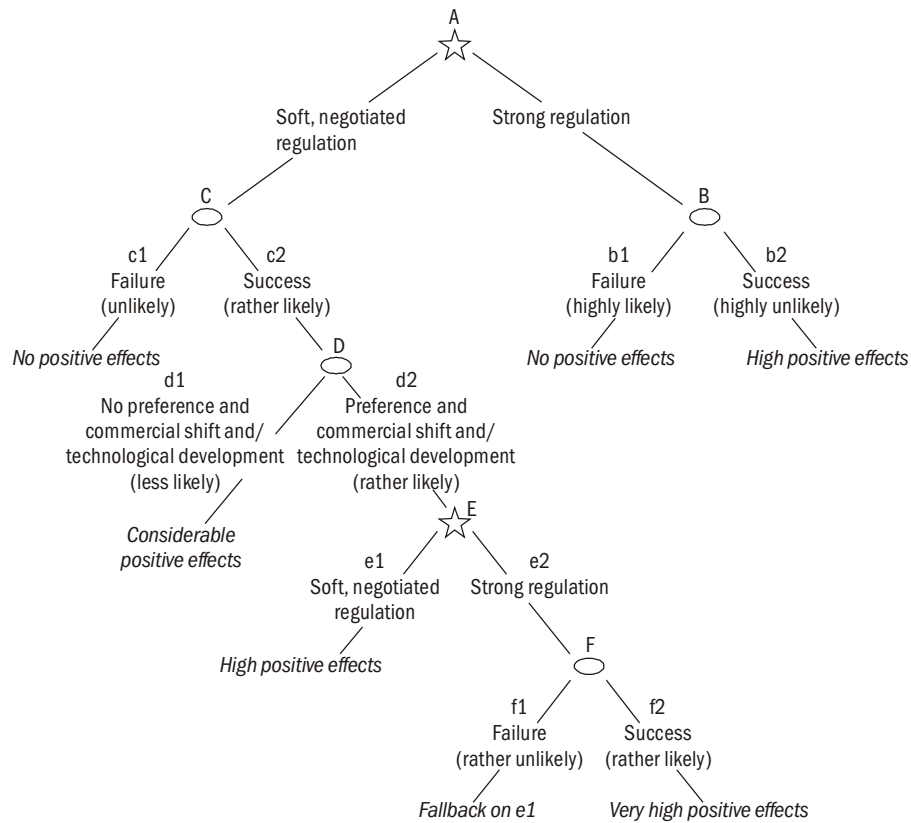 A
Soft, negotiated
regulation
Strong regulation
C
B
c1
Failure
(unlikely)
c2
Success
(rather likely)
b1
Failure
(highly likely)
b2
Success
(highly unlikely)
No positive effects
D
No positive effects
High positive effects
d1
No preference and
commercial shift and/
technological development
(less likely)
d2
Preference and
commercial shift and/
technological development
(rather likely)
Considerable
positive effects
E
e1
Soft, negotiated
regulation
e2
Strong regulation
High positive effects
F
f1
Failure
(rather unlikely)
f2
Success
(rather likely)
Fallback on e1
Very high positive effects